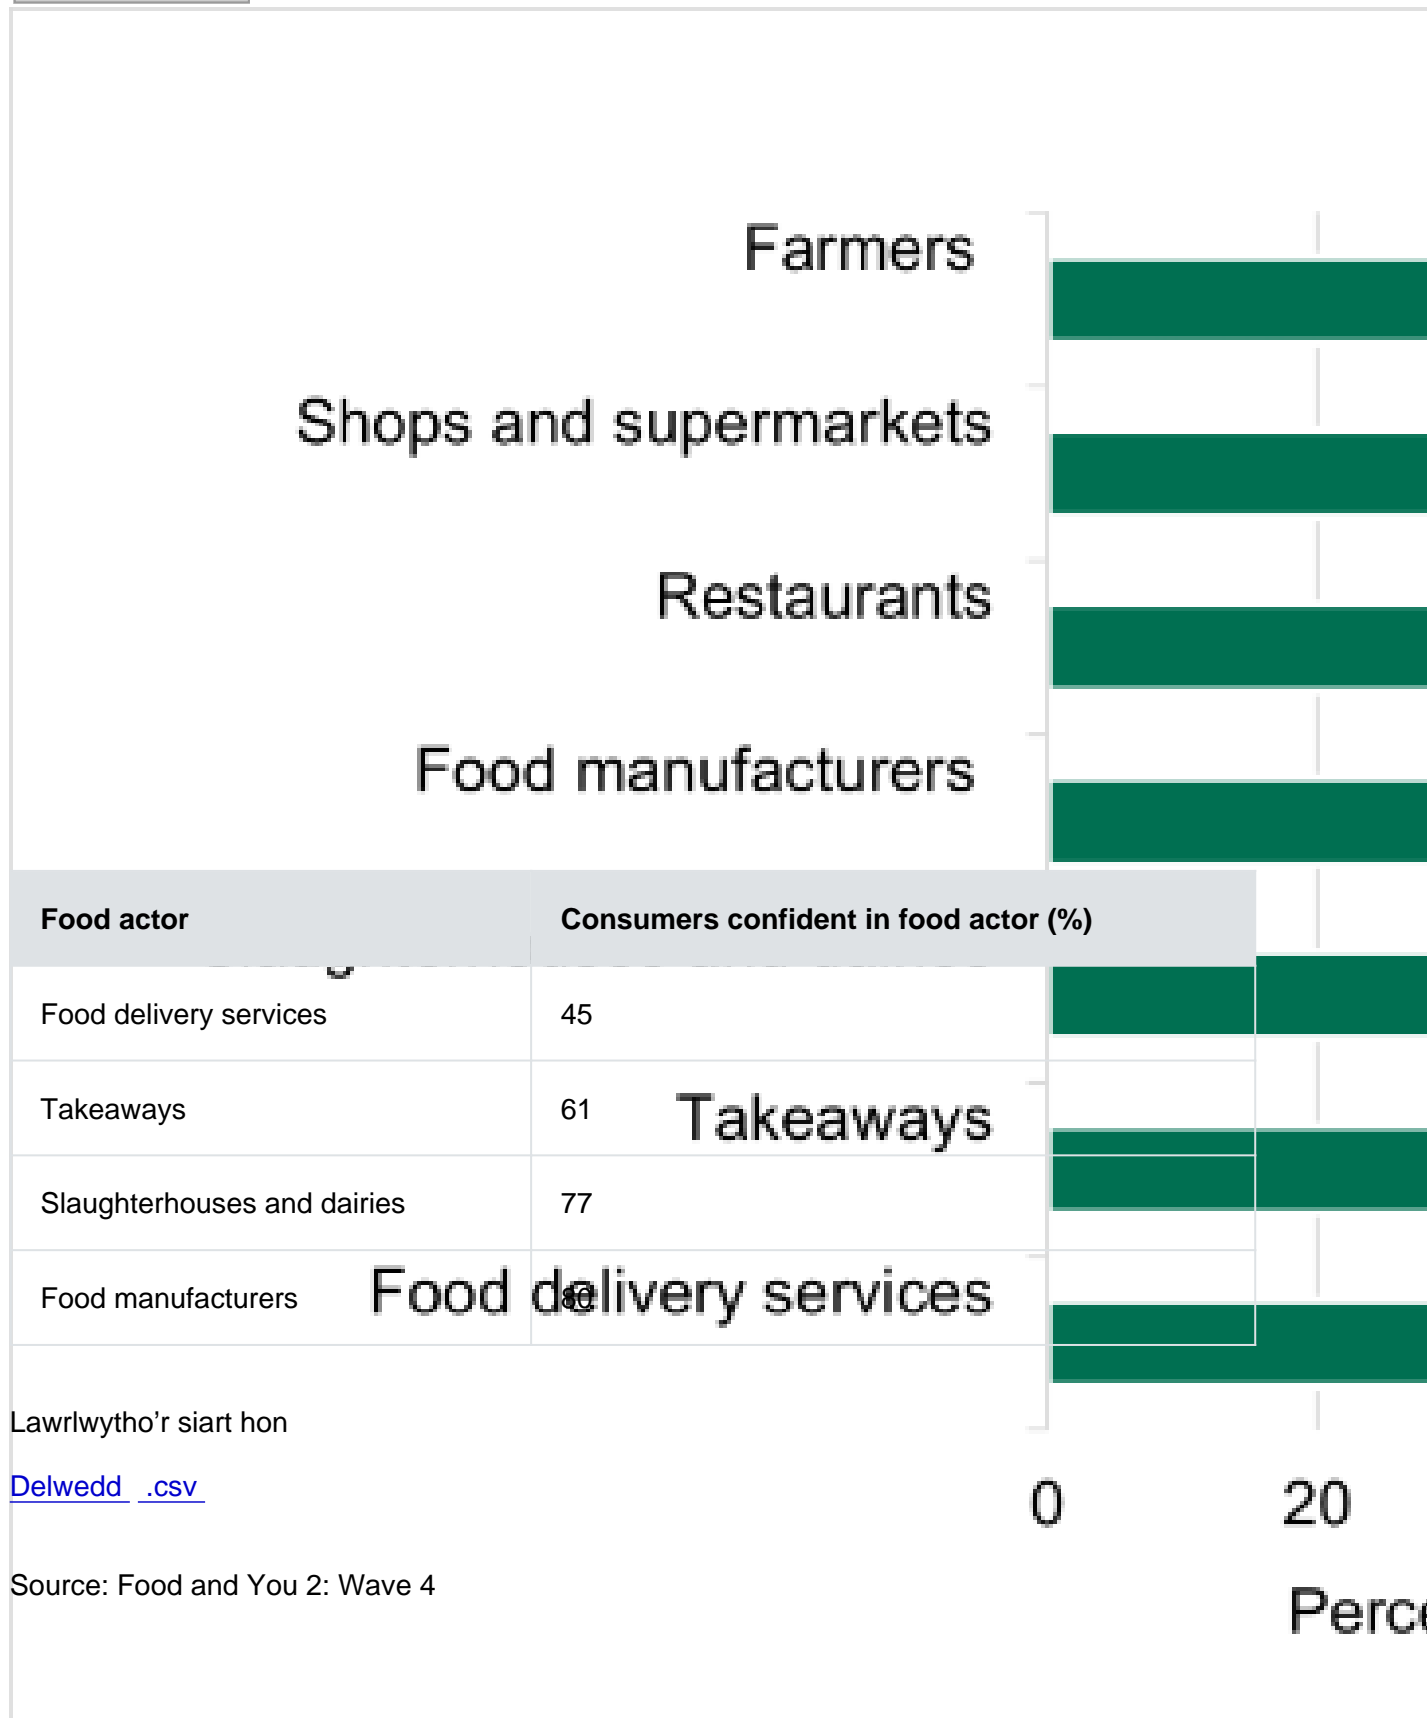 Farmers
Shops and supermarkets
Restaurants
Food manufacturers
Food actor Consumers confident in food actor (%)
Food delivery services 45
Takeaways 61
Takeaways
Slaughterhouses and dairies 77
Food manufacturers 80
Food delivery services
Lawrlwytho’r siart hon
Delwedd .csv
0 20
Source: Food and You 2: Wave 4